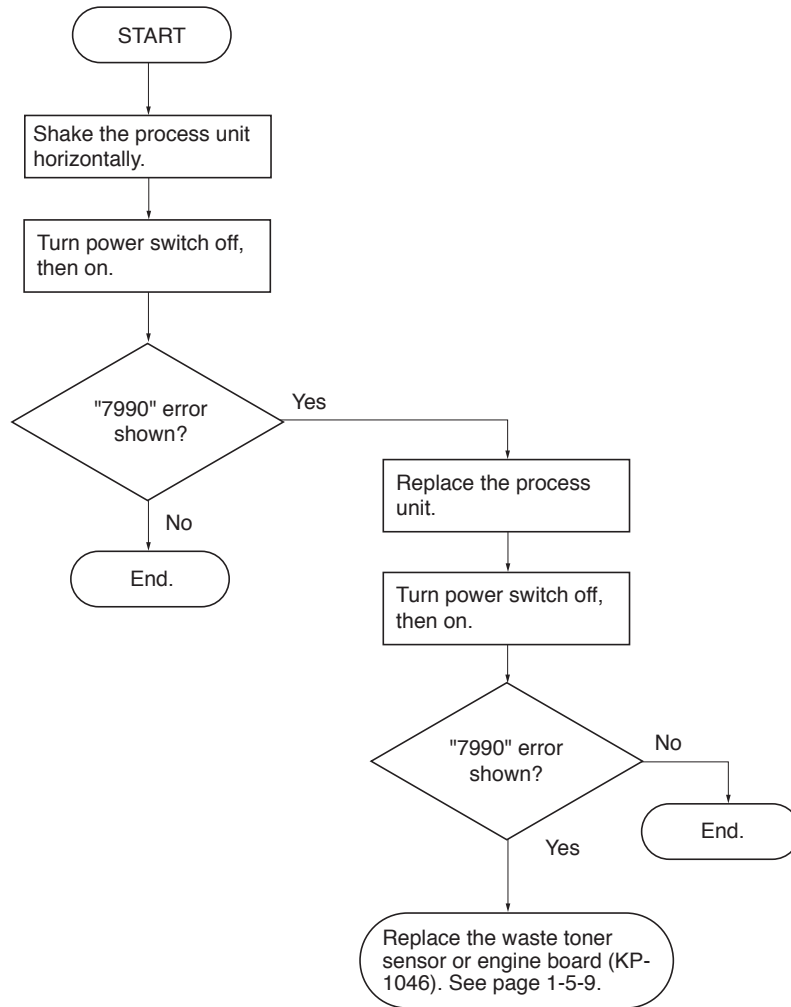 START
Shake the process unit
horizontally.
Turn power switch off,
then on.
"7990" error
shown?
Yes
No
End.
Replace the process
unit.
Turn power switch off,
then on.
"7990" error
shown?
No
End.
Yes
Replace the waste toner
sensor or engine board (KP-
1046). See page 1-5-9.